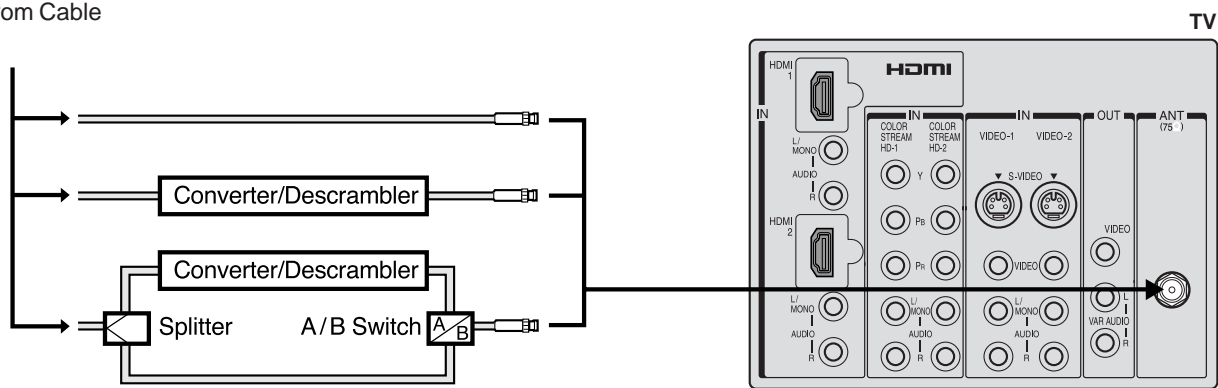 rom Cable
TV
HDMI
1
HDMI
IN
L/
MONO
AUDIO
R
HDMI
2
L/
MONO
AUDIO
R
IN
COLOR
STREAM
HD-1
COLOR
STREAM
HD-2
Y
PB
PR
L/
MONO
AUDIO
R
IN
VIDEO-1
VIDEO-2
▼ S-VIDEO ▼
VIDEO
L/
MONO
AUDIO
R
OUT
VIDEO
L
VAR AUDIO
R
ANT
(75 )
Converter/Descrambler
Converter/Descrambler
Splitter
A/B Switch
A/B